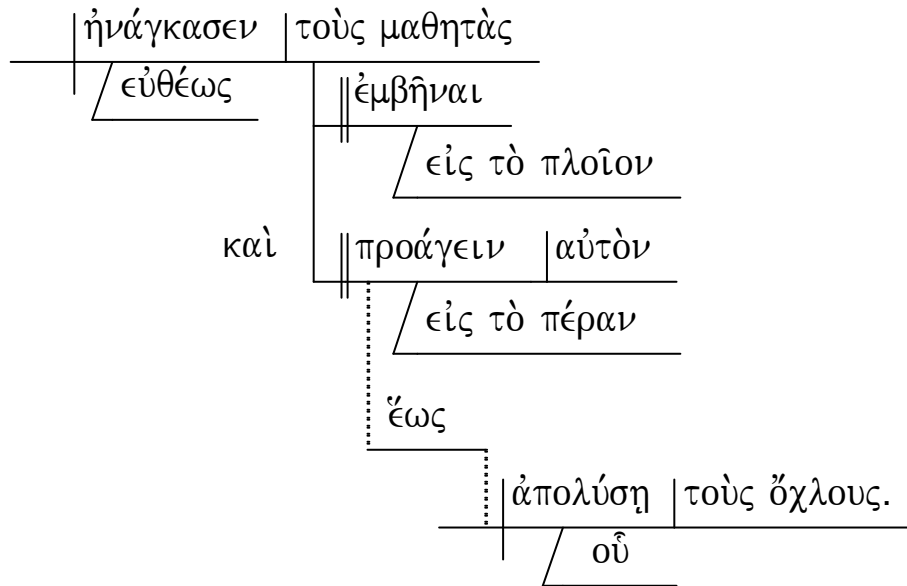 ἠνάγκασεν τοὺς μαθητὰς
εὐθέως
ἐμβῆναι
εἰς τὸ πλοῖον
καὶ προάγειν αὐτὸν
εἰς τὸ πέραν
ἕως
ἀπολύσῃ τοὺς ὄχλους.
οὗ